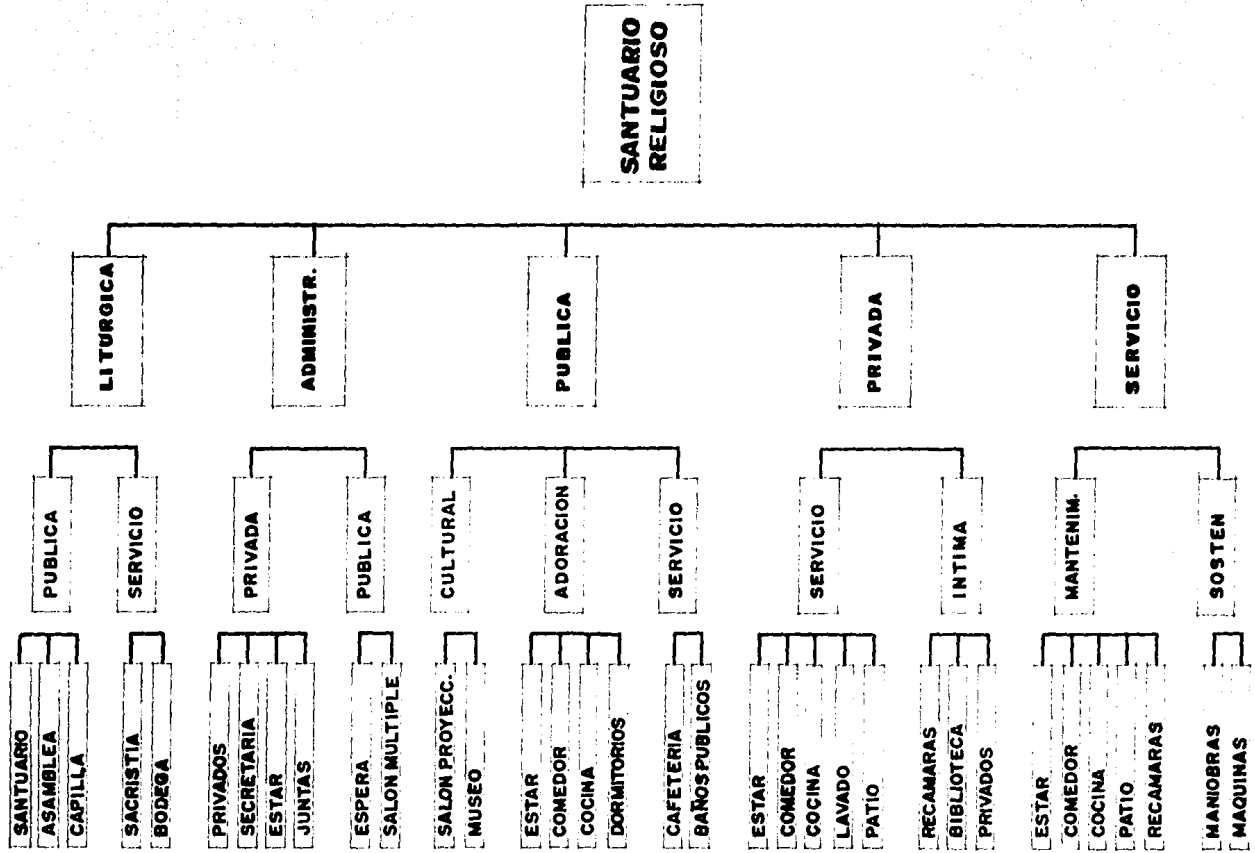 SANTUARIO
RELIGIOSO
LITURGICA
ADMINISTR.
PUBLICA
PRIVADA
SERVICIO
PUBLICA
SERVICIO
PRIVADA
PUBLICA
CULTURAL
ADORACION
SERVICIO
SERVICIO
INTIMA
MANTENIM.
SOSTEN
SANTUARIO
ASAMBLEA
CAPILLA
SACRISTIA
BODEGA
PRIVADOS
SECRETARIA
ESTAR
JUNTAS
ESPERA
SALON MULTIPLE
SALON PROYECC.
MUSEO
ESTAR
COMEDOR
COCINA
DORMITORIOS
CAFETERIA
BAÑOS PUBLICOS
ESTAR
COMEDOR
COCINA
LAVADO
PATIO
RECAMARAS
BIBLIOTECA
PRIVADOS
ESTAR
COMEDOR
COCINA
PATIO
RECAMARAS
MANIOBRAS
MAQUINAS